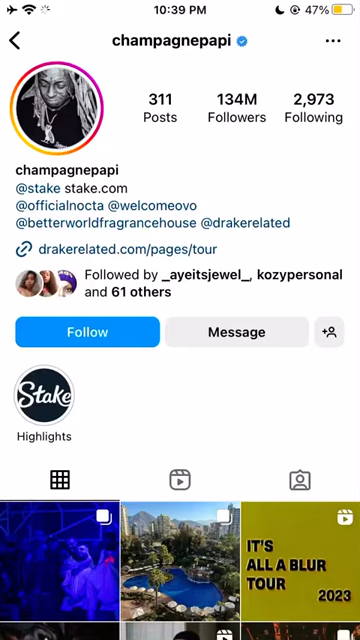 10:39 PM
47%
champagnepapi
311
134M
2,973
Posts
Followers
Following
champagnepapi
@stake stake.com
@officialnocta @welcomeovo
@betterworldfragrancehouse @drakerelated
drakerelated.com/pages/tour
Followed by _ayeitsjewel_, kozypersonal
and 61 others
Follow
Message
Stake
Highlights
IT'S
ALL A BLUR
TOUR
2023